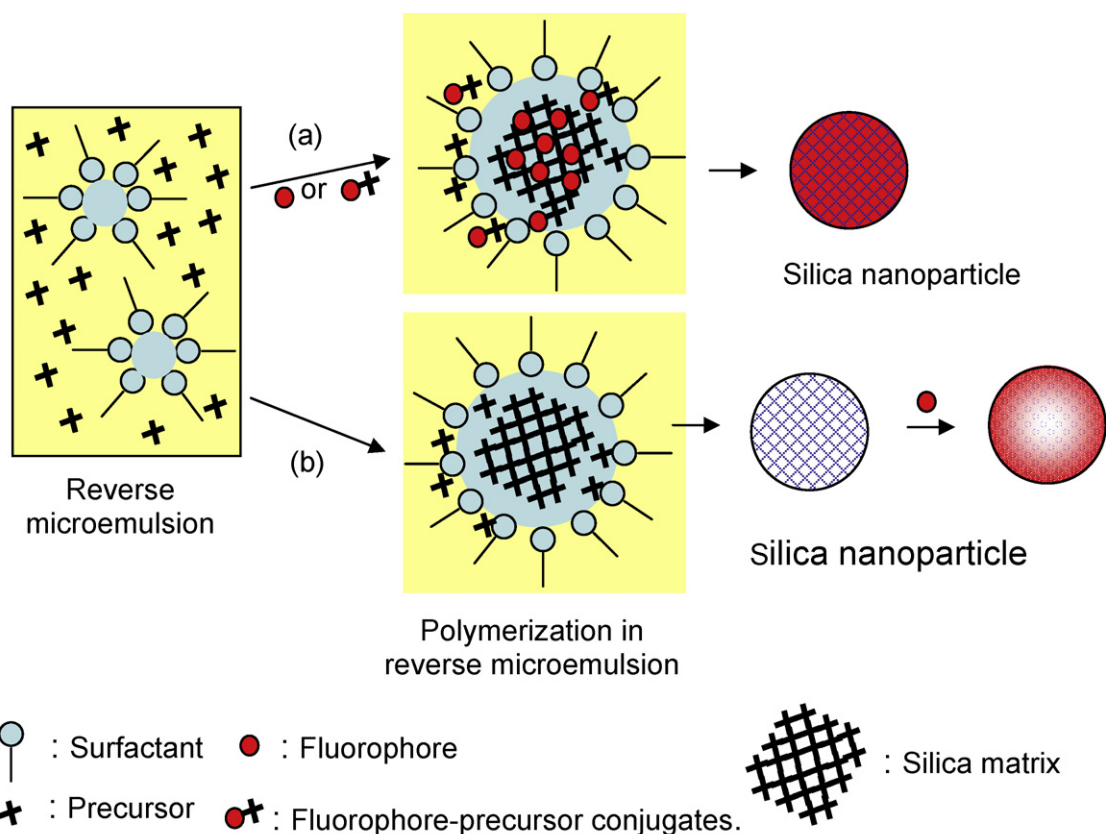 (a)
or
Silica nanoparticle
(b)
Reverse
microemulsion
Silica nanoparticle
Polymerization in
reverse microemulsion
: Surfactant
: Fluorophore
: Silica matrix
: Precursor
: Fluorophore-precursor conjugates.